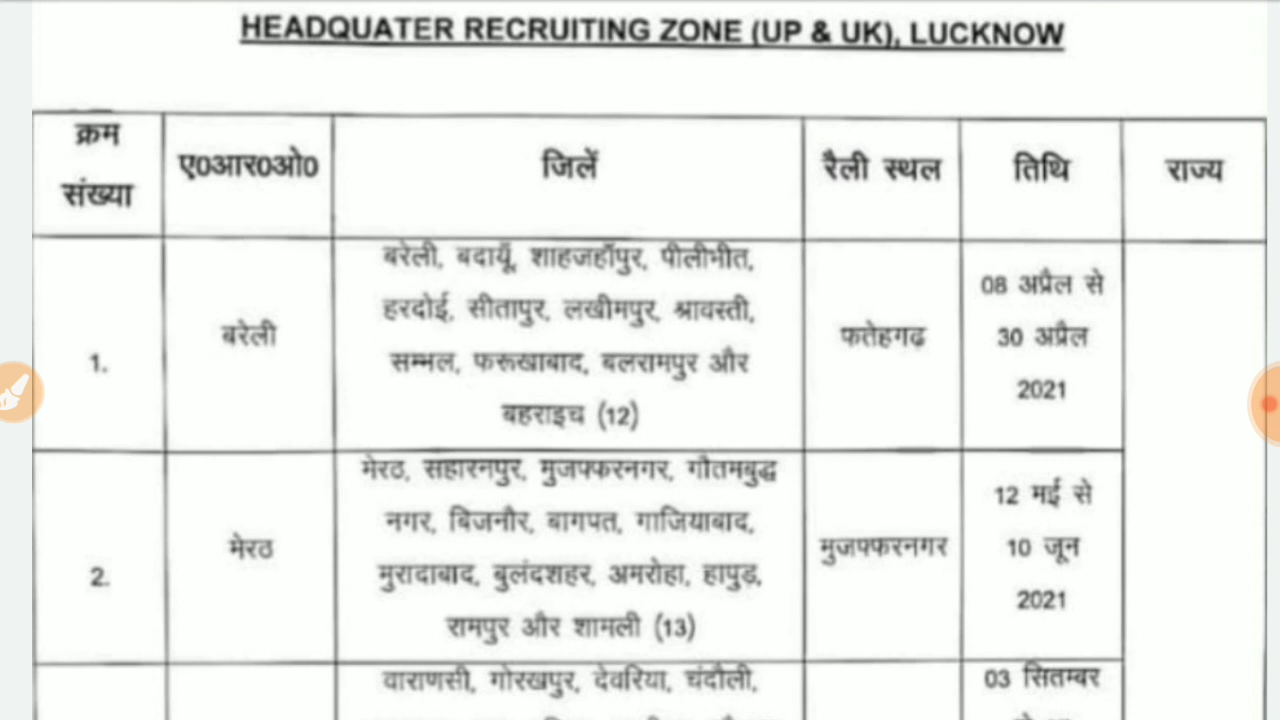 HEADQUATER RECRUITING ZONE (UP & UK), LUCKNOW
क्रम
संख्या
ए0आर0ओ0
जिलें
रैली स्थल
तिथि
राज्य
1.
बरेली
बरेली, बदायूँ, शाहजहाँपुर, पीलीभीत,
हरदोई, सीतापुर, लखीमपुर, श्रावस्ती,
सम्भल, फरूखाबाद, बलरामपुर और
बहराइच (12)
फतेहगढ़
08 अप्रैल से
30 अप्रैल
2021
2.
मेरठ
मेरठ, सहारनपुर, मुजफ्फरनगर, गौतमबुद्ध
नगर, बिजनौर, बागपत, गाजियाबाद,
मुरादाबाद, बुलंदशहर, अमरोहा, हापुड़,
रामपुर और शामली (13)
मुजफ्फरनगर
12 मई से
10 जून
2021
वाराणसी, गोरखपुर, देवरिया, चंदौली,
03 सितम्बर